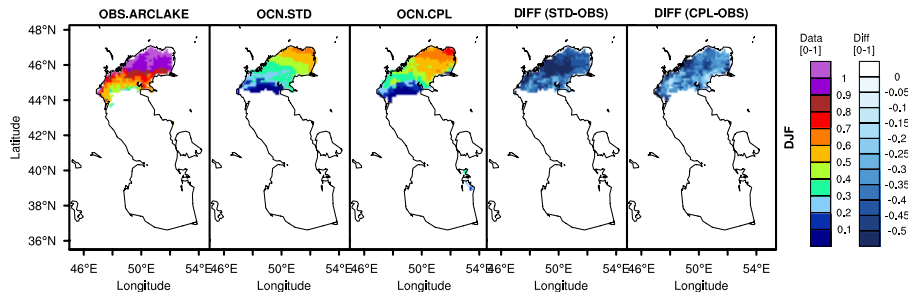 OBS.ARCLAKE OCN.STD OCN.CPL DIFF (STD-OBS) DIFF (CPL-OBS)
48°N
46°N
44°N
42°N
40°N
38°N
36°N
Latitude
46°E 50°E 54°E 46°E 50°E 54°E 46°E 50°E 54°E 46°E 50°E 54°E 46°E 50°E 54°E
Longitude Longitude Longitude Longitude Longitude
DJF
Data
[0-1]
1
0.9
0.8
0.7
0.6
0.5
0.4
0.3
0.2
0.1
Diff
[0-1]
0
-0.05
-0.1
-0.15
-0.2
-0.25
-0.3
-0.35
-0.4
-0.45
-0.5